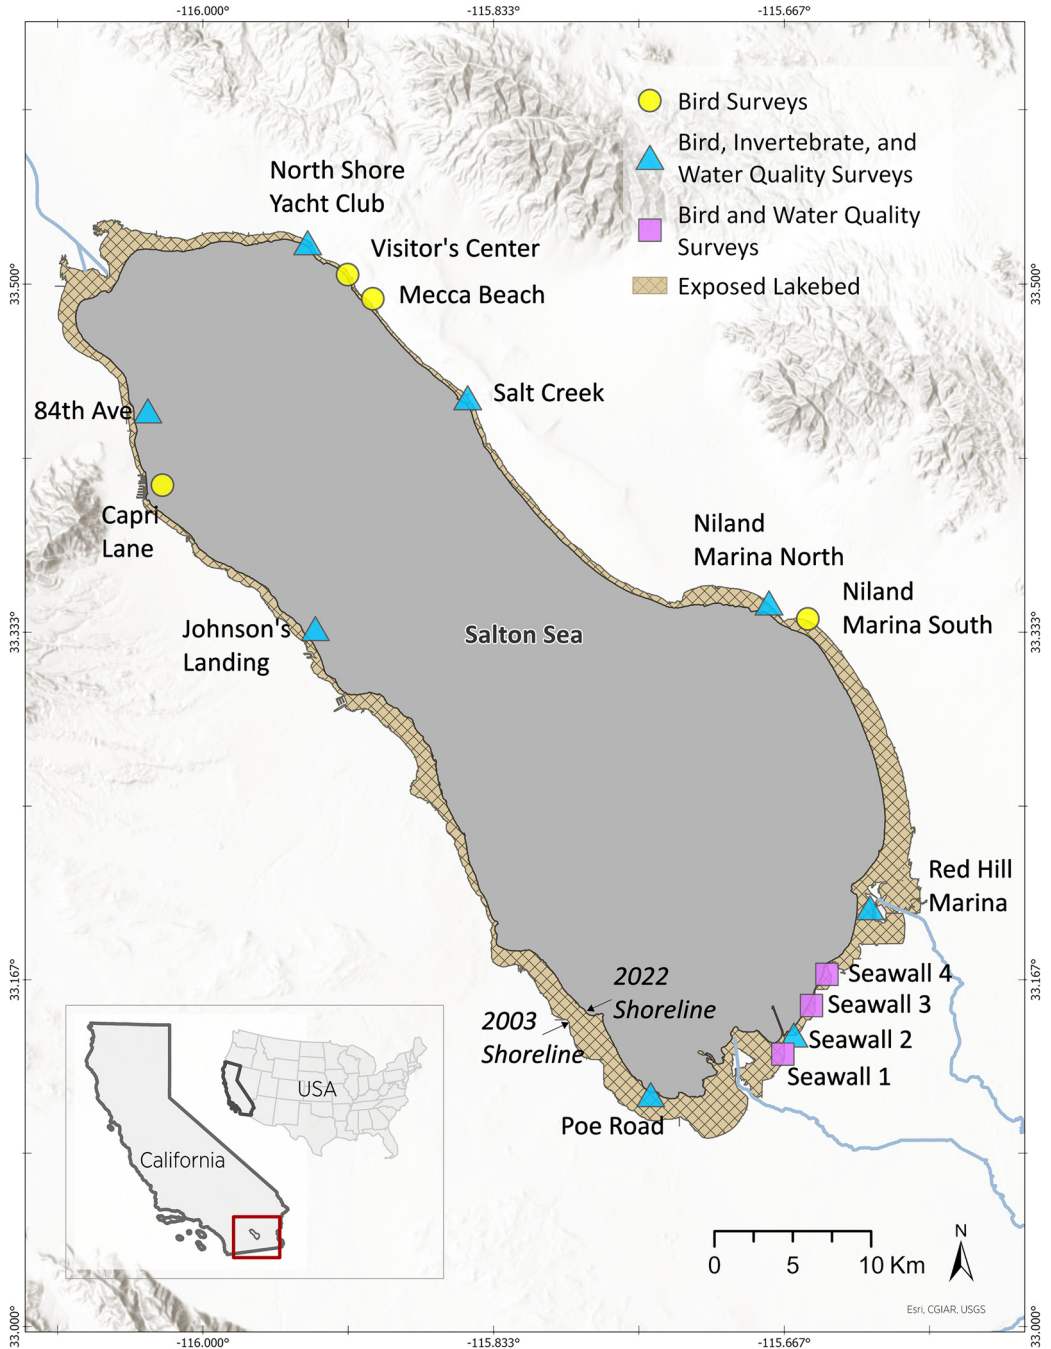 -116.000°
-115.833°
-115.667°
Bird Surveys
Bird, Invertebrate, and
Water Quality Surveys
Bird and Water Quality
Surveys
Exposed Lakebed
North Shore
Yacht Club
Visitor's Center
Mecca Beach
33.500°
33.500°
Salt Creek
84th Ave
Capri
Lane
Niland
Marina North
Niland
Marina South
Johnson's
Landing
Salton Sea
33.333°
33.333°
Red Hill
Marina
Seawall 4
Seawall 3
Seawall 2
Seawall 1
2022
Shoreline
2003
Shoreline
33.167°
33.167°
Poe Road
USA
California
N
0 5 10 Km
Esri, CGIAR, USGS
33.000°
33.000°
-116.000°
-115.833°
-115.667°